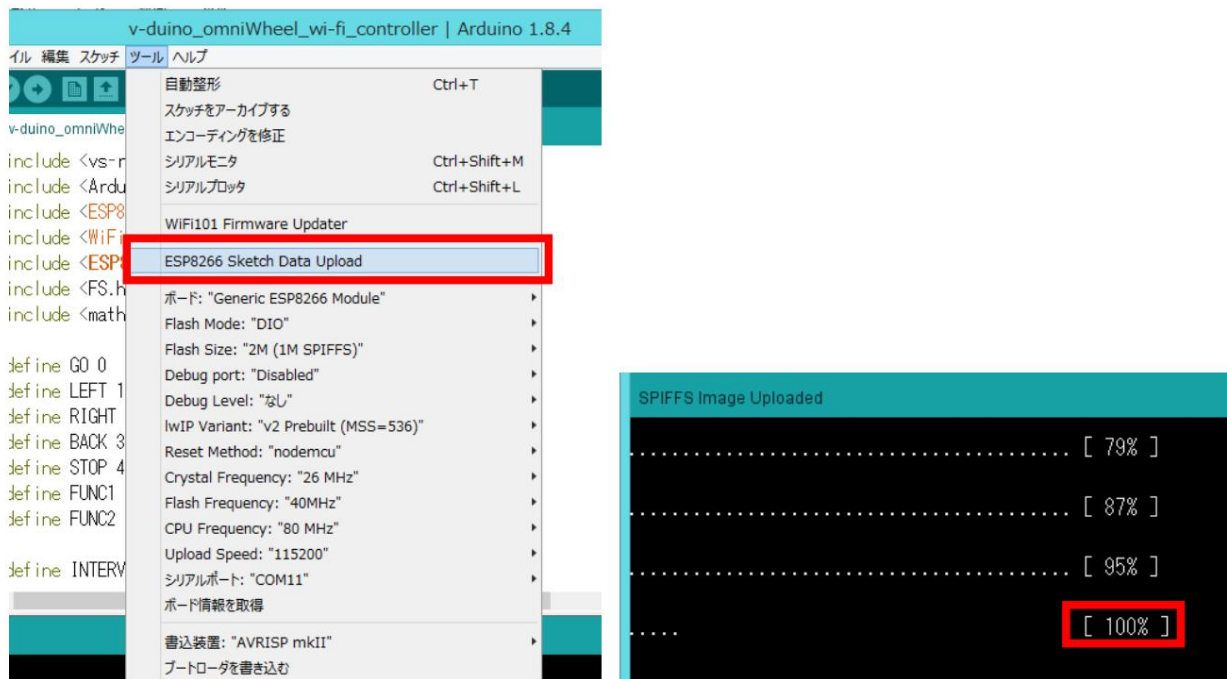 v-duino_omniWheel_wi-fi_controller | Arduino 1.8.4
イル 編集 スケッチ ツール ヘルプ
自動整形 Ctrl+T
スケッチをアーカイブする
v-duino_omniWhe
エンコーディングを修正
include <vs-r
シリアルモニタ Ctrl+Shift+M
include <Ardu
シリアルプロッタ Ctrl+Shift+L
include <ESP8
WiFi101 Firmware Updater
include <WiFi
include <ESP8
ESP8266 Sketch Data Upload
include <FS.h
ボード: "Generic ESP8266 Module"
include <math
Flash Mode: "DIO"
Flash Size: "2M (1M SPIFFS)"
define GO 0
Debug port: "Disabled"
define LEFT 1
Debug Level: "なし"
define RIGHT
lwIP Variant: "v2 Prebuilt (MSS=536)"
define BACK 3
Reset Method: "nodemcu"
define STOP 4
Crystal Frequency: "26 MHz"
define FUNC1
Flash Frequency: "40MHz"
define FUNC2
CPU Frequency: "80 MHz"
Upload Speed: "115200"
define INTERV
シリアルポート: "COM11"
ボード情報を取得
書込装置: "AVRISP mkII"
ブートローダを書き込む
SPIFFS Image Uploaded
.......................................... [ 79% ]
.......................................... [ 87% ]
.......................................... [ 95% ]
..... [ 100% ]